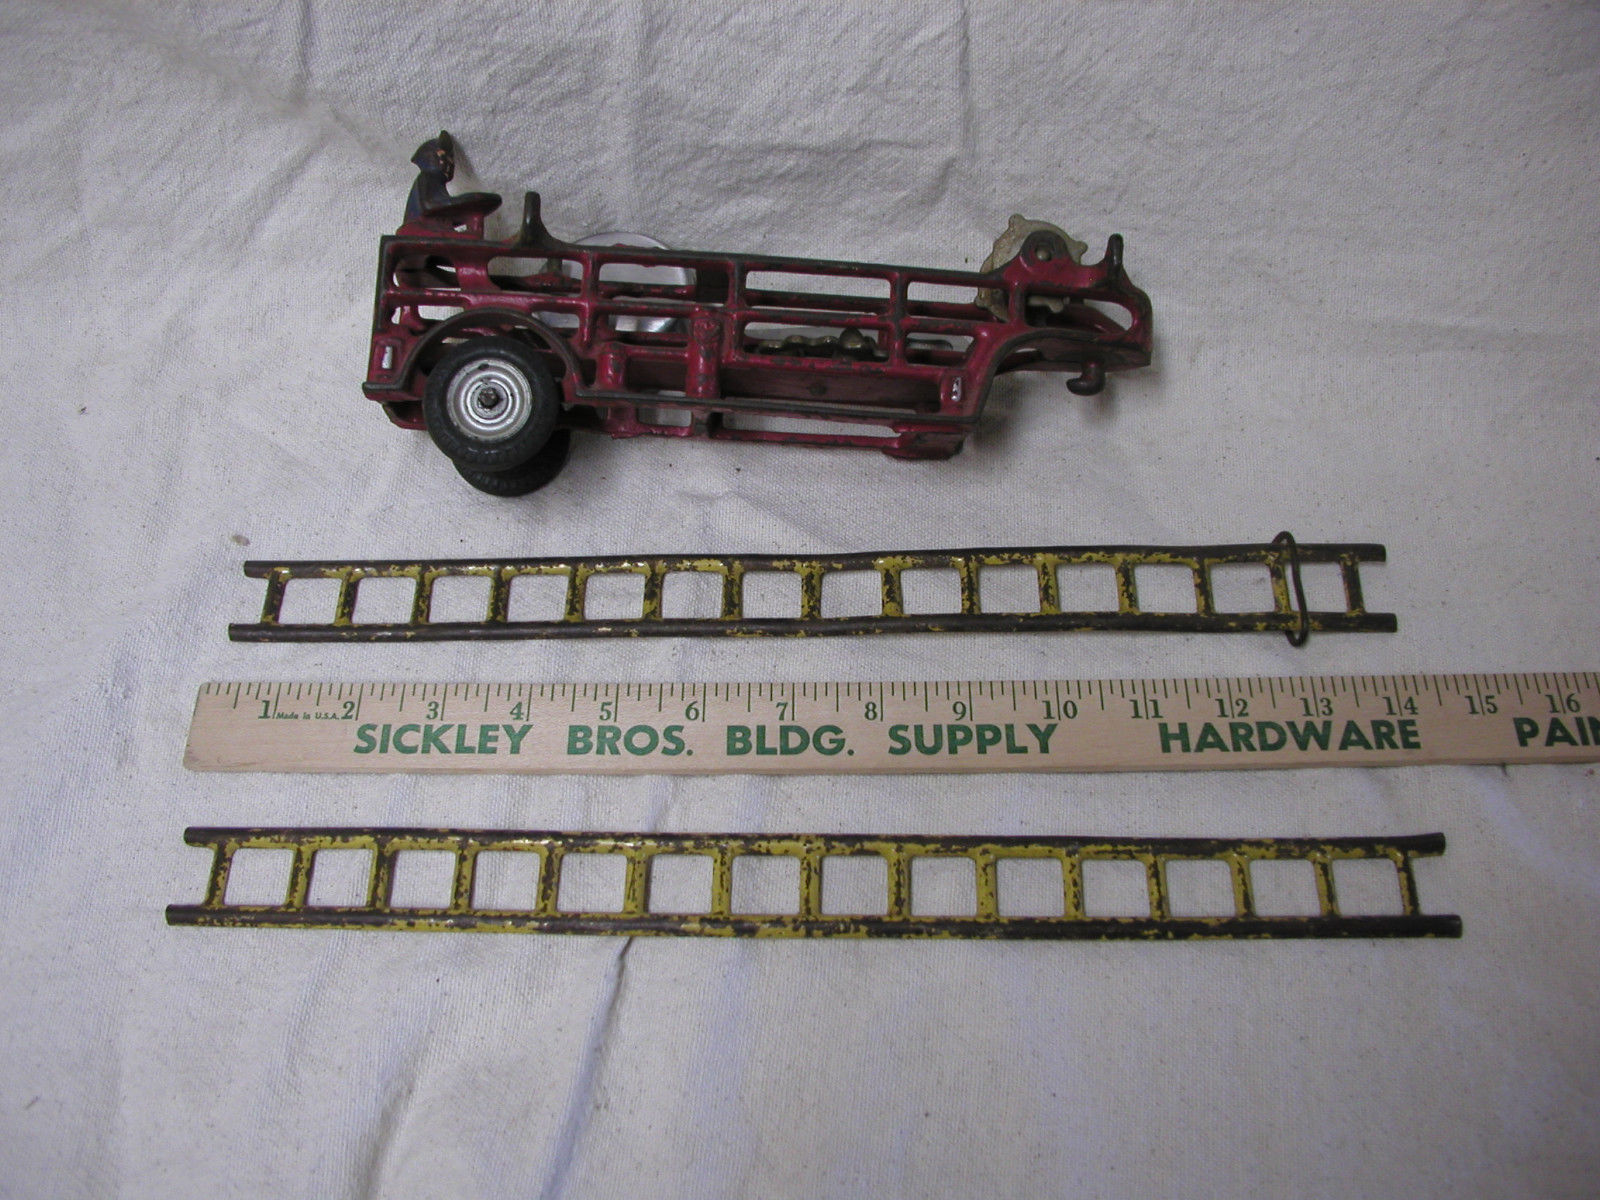 1 Made in U.S.A. 2 3 4 5 6 7 8 9 10 11 12 13 14 15 16
SICKLEY BROS. BLDG. SUPPLY HARDWARE PAI